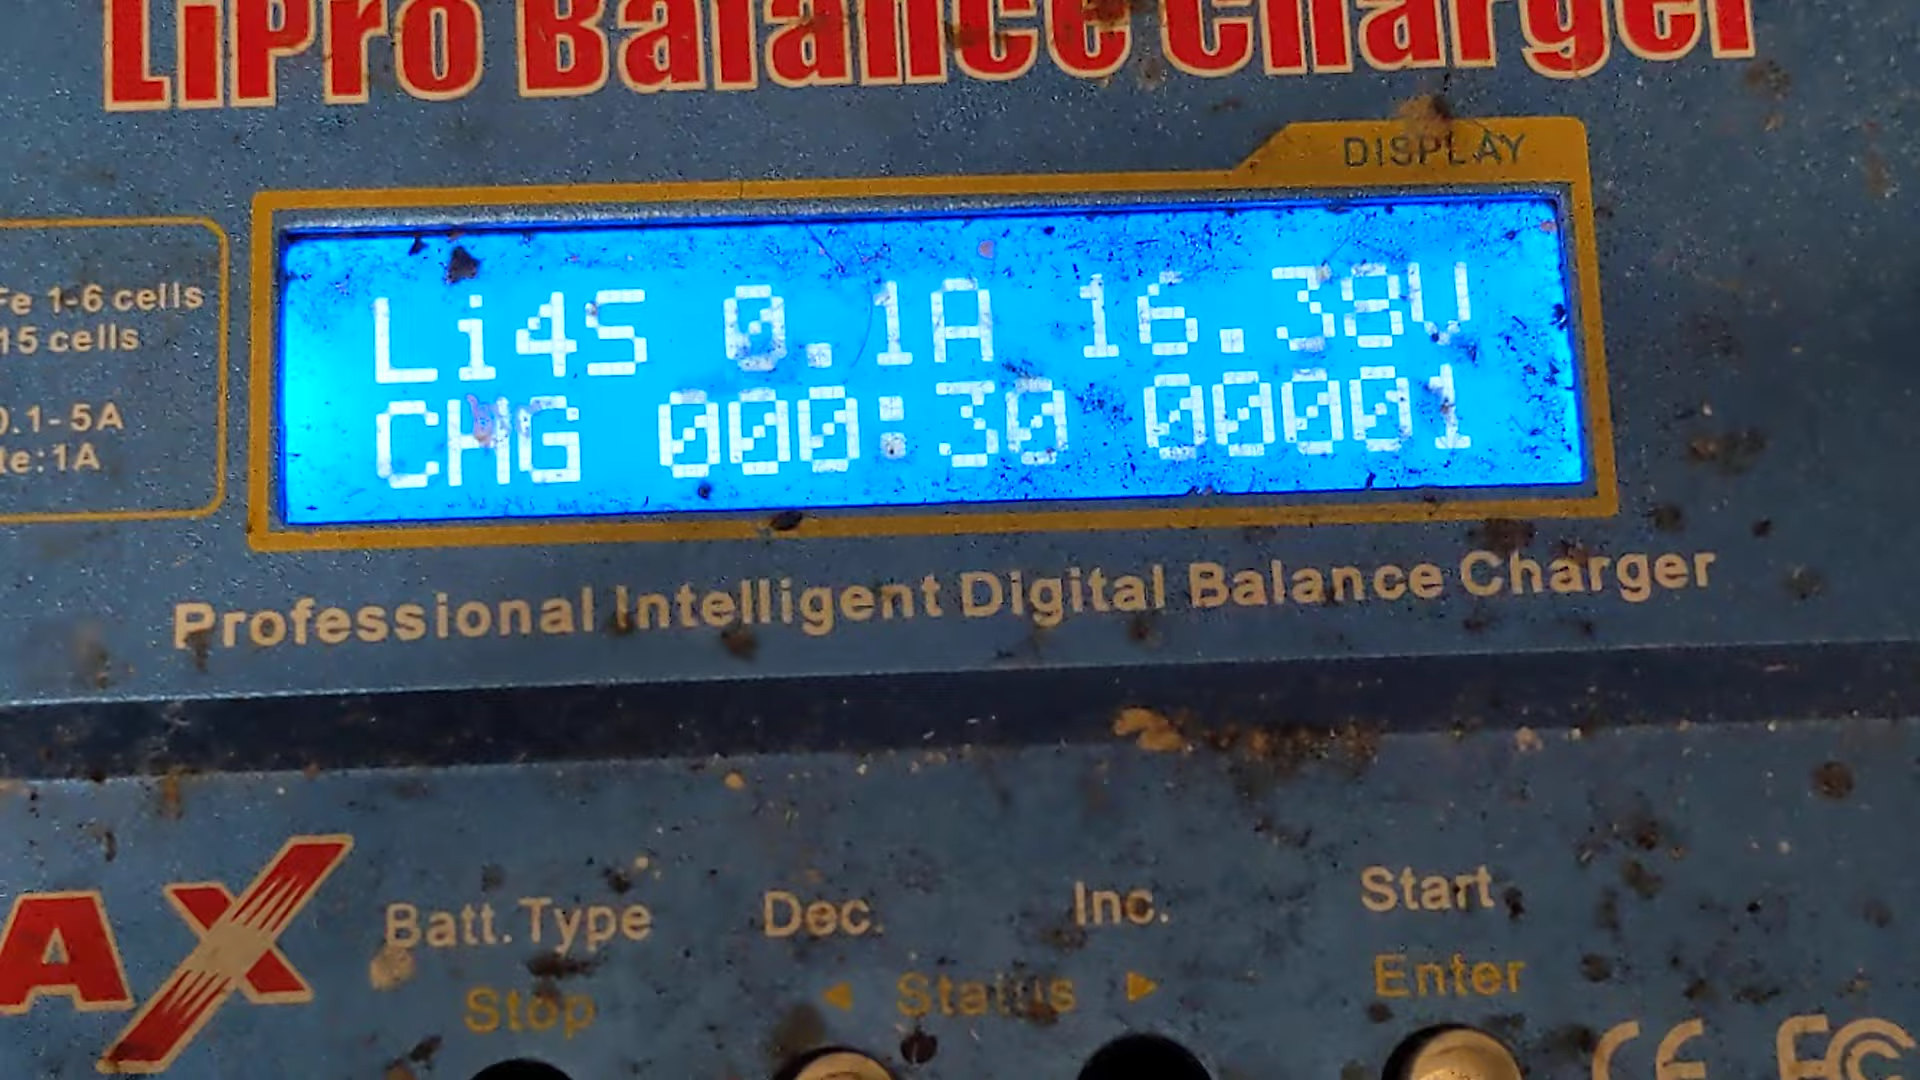 LiPro Balance Charger
DISPLAY
Fe 1-6 cells
15 cells
0.1-5A
te:1A
Li4S 0.1A 16.38V
CHG 000:30 00001
Professional Intelligent Digital Balance Charger
AX
Batt.Type Dec. Inc. Start
Stop ◄ Status ► Enter
CE FC